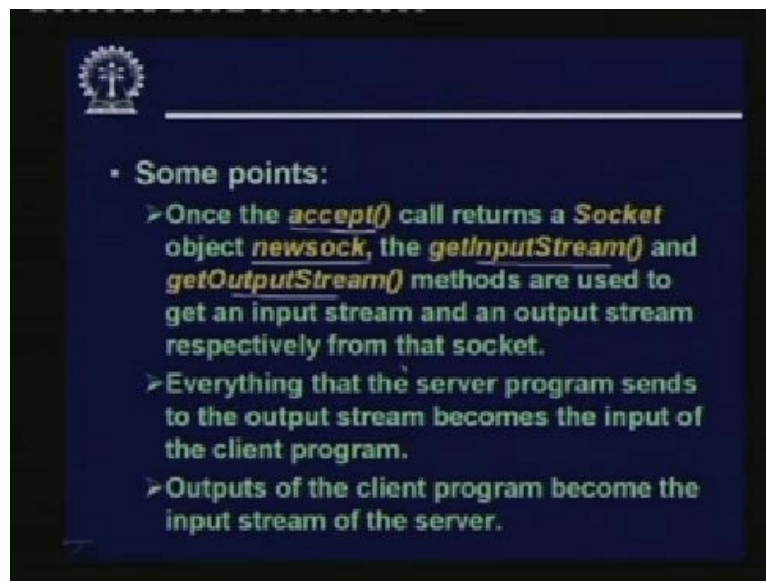 Some points:
➢Once the accept() call returns a Socket
object newsock, the getInputStream() and
getOutputStream() methods are used to
get an input stream and an output stream
respectively from that socket.
➢Everything that the server program sends
to the output stream becomes the input of
the client program.
➢Outputs of the client program become the
input stream of the server.